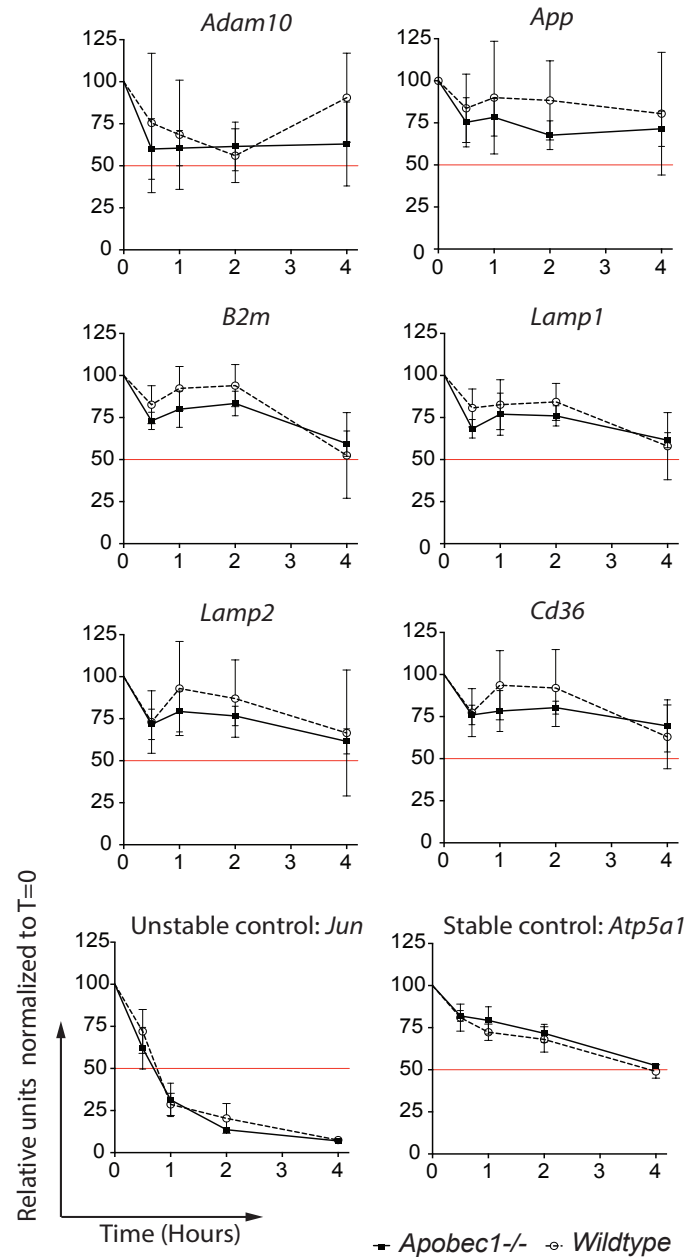 Adam10
App
125
100
75
50
25
0
0 1 2 3 4
125
100
75
50
25
0
0 1 2 3 4
B2m
Lamp1
125
100
75
50
25
0
0 1 2 3 4
125
100
75
50
25
0
0 1 2 3 4
Lamp2
Cd36
125
100
75
50
25
0
0 1 2 3 4
125
100
75
50
25
0
0 1 2 3 4
Unstable control: Jun
Stable control: Atp5a1
125
100
75
50
25
0
0 1 2 3 4
125
100
75
50
25
0
0 1 2 3 4
Relative units normalized to T=0
Time (Hours)
Apobec1-/- Wildtype